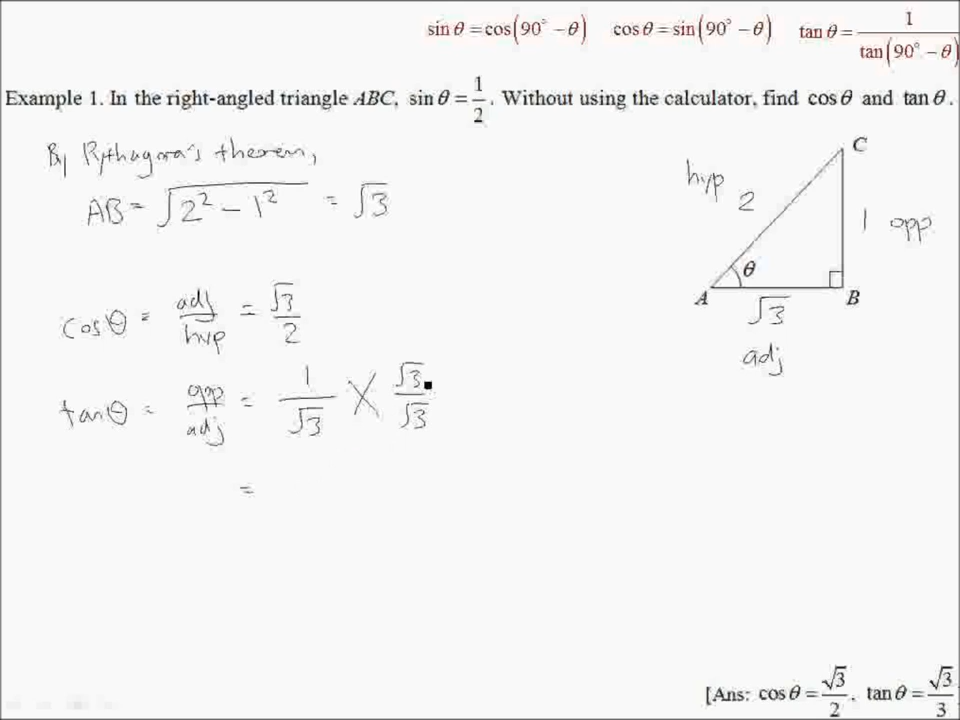 sin θ = cos(90° − θ)   cos θ = sin(90° − θ)   tan θ = 1/tan(90° − θ)
Example 1. In the right-angled triangle ABC, sin θ = 1/2. Without using the calculator, find cos θ and tan θ.
By Pythagora's theorem,
AB = √(2² − 1²) = √3
cos θ = adj/hyp = √3/2
tan θ = opp/adj = 1/√3 × √3/√3
=
C
hyp
2
1 opp
θ
A
B
√3
adj
[Ans: cos θ = √3/2, tan θ = √3/3